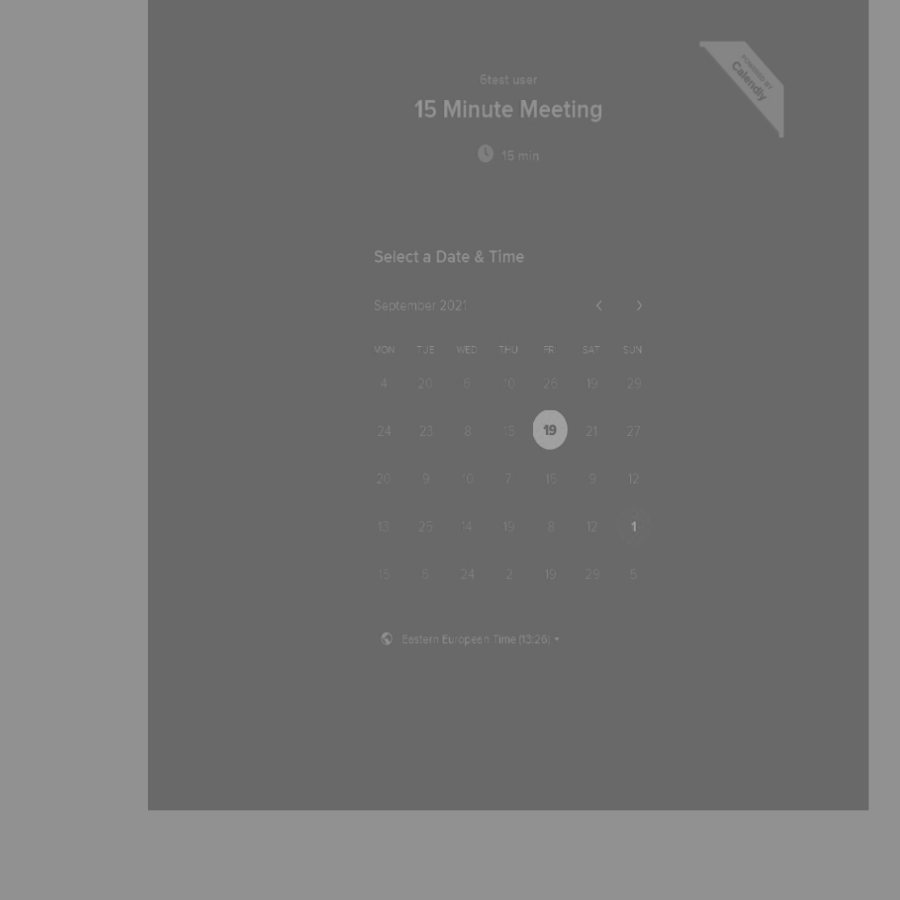 6test user
15 Minute Meeting
15 min
POWERED BY
Calendly
Select a Date & Time
September 2021
MON TUE WED THU FRI SAT SUN
4 20 6 10 26 19 29
24 23 8 15 19 21 27
20 9 10 7 16 9 12
13 25 14 19 8 12 1
15 5 24 2 19 29 5
Eastern European Time (13:26)